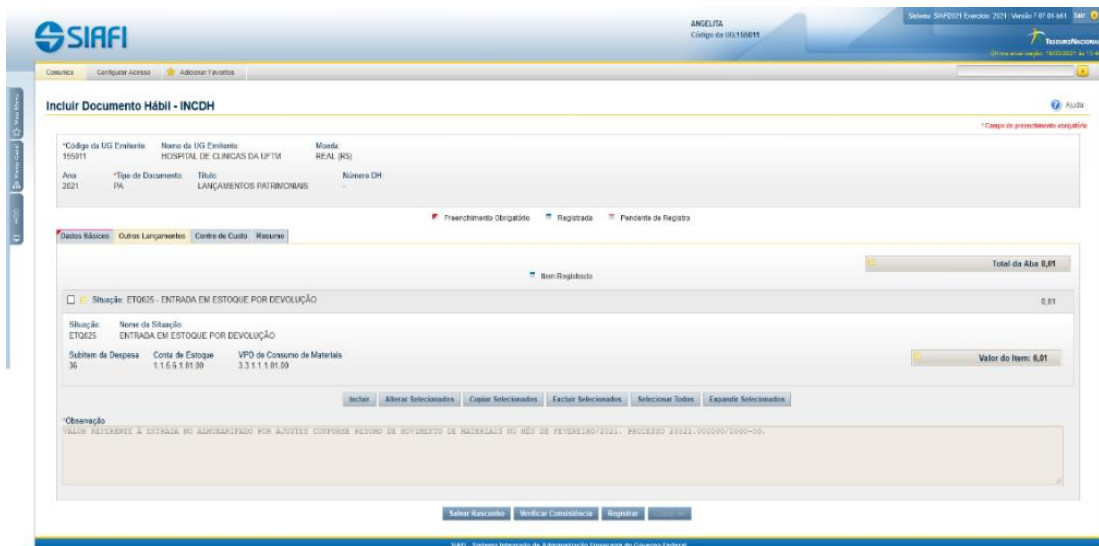 SIAFI
ANGELITA
Código da UG:155011
Sistema: SIAFI2021 Exercício: 2021 | Versão 7.07.01-b51 Sair
TESOURO NACIONAL
Comunica Configurar Acesso Adicionar Favoritos
Incluir Documento Hábil - INCDH
Ajuda
* Campo de preenchimento obrigatório
*Código da UG Emitente Nome da UG Emitente Moeda:
155011 HOSPITAL DE CLINICAS DA UFTM REAL (R$)
Ano *Tipo de Documento Título: Número DH
2021 PA LANÇAMENTOS PATRIMONIAIS -
Preenchimento Obrigatório Registrada Pendente de Registro
Dados Básicos Outros Lançamentos Centro de Custo Resumo
Total da Aba 0,01
Item Registrado
Situação: ETQ025 - ENTRADA EM ESTOQUE POR DEVOLUÇÃO 0,01
Situação: Nome da Situação:
ETQ025 ENTRADA EM ESTOQUE POR DEVOLUÇÃO
Subitem da Despesa Conta de Estoque VPD de Consumo de Materiais
36 1.1.5.6.1.01.00 3.3.1.1.1.01.00
Valor do Item: 0,01
Incluir Alterar Selecionados Copiar Selecionados Excluir Selecionados Selecionar Todos Expandir Selecionados
*Observação
VALOR REFERENTE À ENTRADA NO ALMOXARIFADO POR AJUSTES CONFORME RESUMO DE MOVIMENTO DE MATERIAIS NO MÊS DE FEVEREIRO/2021. PROCESSO 23521.000000/0000-00.
Salvar Rascunho Verificar Consistência Registrar
SIAFI - Sistema Integrado de Administração Financeira do Governo Federal